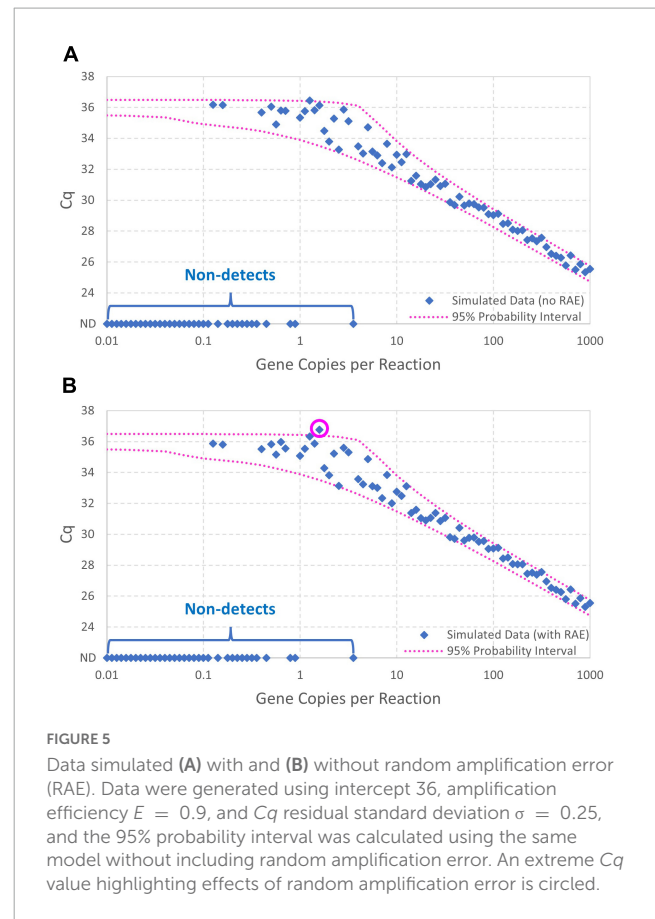 A
38
36
34
32
30
28
26
24
ND
Cq
Non-detects
Simulated Data (no RAE)
95% Probability Interval
0.01
0.1
1
10
100
1000
Gene Copies per Reaction
B
38
36
34
32
30
28
26
24
22
ND
Cq
Non-detects
Simulated Data (with RAE)
95% Probability Interval
0.01
0.1
1
10
100
1000
Gene Copies per Reaction
FIGURE 5
Data simulated (A) with and (B) without random amplification error
(RAE). Data were generated using intercept 36, amplification
efficiency E = 0.9, and Cq residual standard deviation σ = 0.25,
and the 95% probability interval was calculated using the same
model without including random amplification error. An extreme Cq
value highlighting effects of random amplification error is circled.